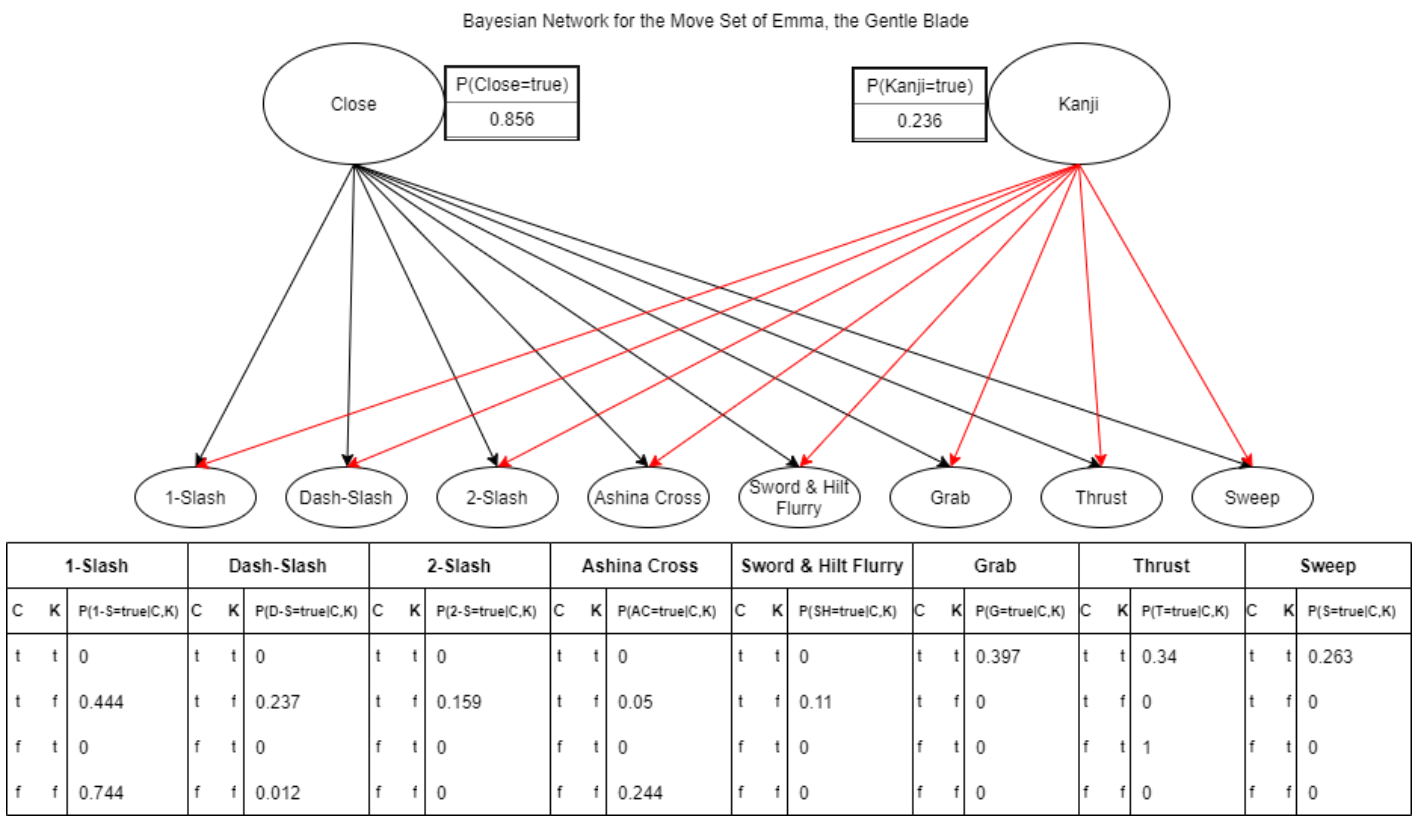 Bayesian Network for the Move Set of Emma, the Gentle Blade
Close
P(Close=true)
0.856
P(Kanji=true)
0.236
Kanji
1-Slash
Dash-Slash
2-Slash
Ashina Cross
Sword & Hilt
Flurry
Grab
Thrust
Sweep
1-Slash Dash-Slash 2-Slash Ashina Cross Sword & Hilt Flurry Grab Thrust Sweep
C K P(1-S=true|C,K) C K P(D-S=true|C,K) C K P(2-S=true|C,K) C K P(AC=true|C,K) C K P(SH=true|C,K) C K P(G=true|C,K) C K P(T=true|C,K) C K P(S=true|C,K)
t t 0 t t 0 t t 0 t t 0 t t 0 t t 0.397 t t 0.34 t t 0.263
t f 0.444 t f 0.237 t f 0.159 t f 0.05 t f 0.11 t f 0 t f 0 t f 0
f t 0 f t 0 f t 0 f t 0 f t 0 f t 0 f t 1 f t 0
f f 0.744 f f 0.012 f f 0 f f 0.244 f f 0 f f 0 f f 0 f f 0